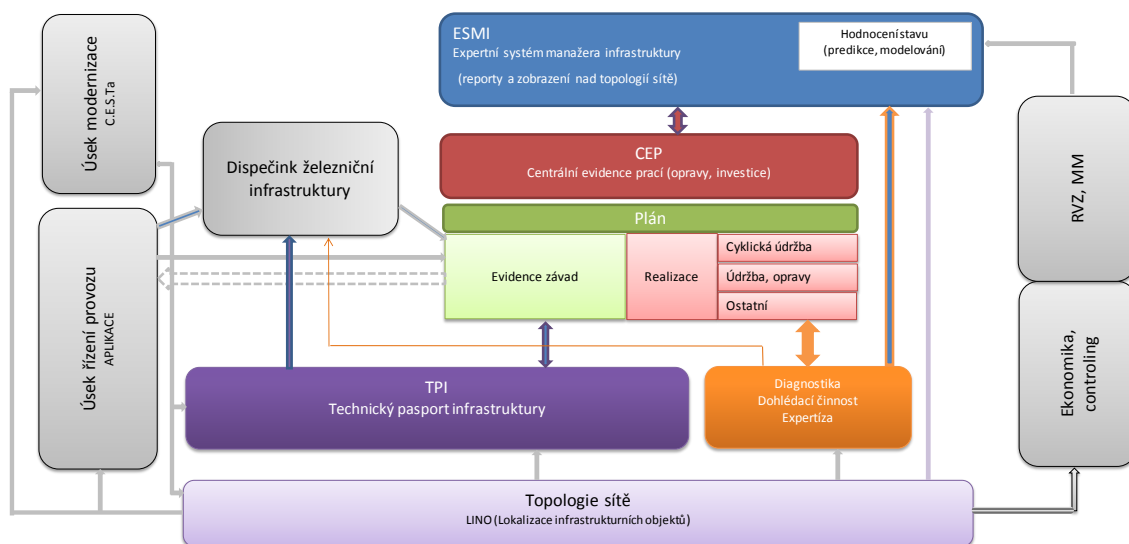 ESMI
Expertní systém manažera infrastruktury
(reporty a zobrazení nad topologií sítě)
Hodnocení stavu
(predikce, modelování)
Úsek modernizace
C.E.S.Ta
Dispečink železniční
infrastruktury
CEP
Centrální evidence prací (opravy, investice)
Plán
Evidence závad
Realizace
Cyklická údržba
Údržba, opravy
Ostatní
RVZ, MM
Úsek řízení provozu
APLIKACE
Ekonomika,
controling
TPI
Technický pasport infrastruktury
Diagnostika
Dohlédací činnost
Expertíza
Topologie sítě
LINO (Lokalizace infrastrukturních objektů)